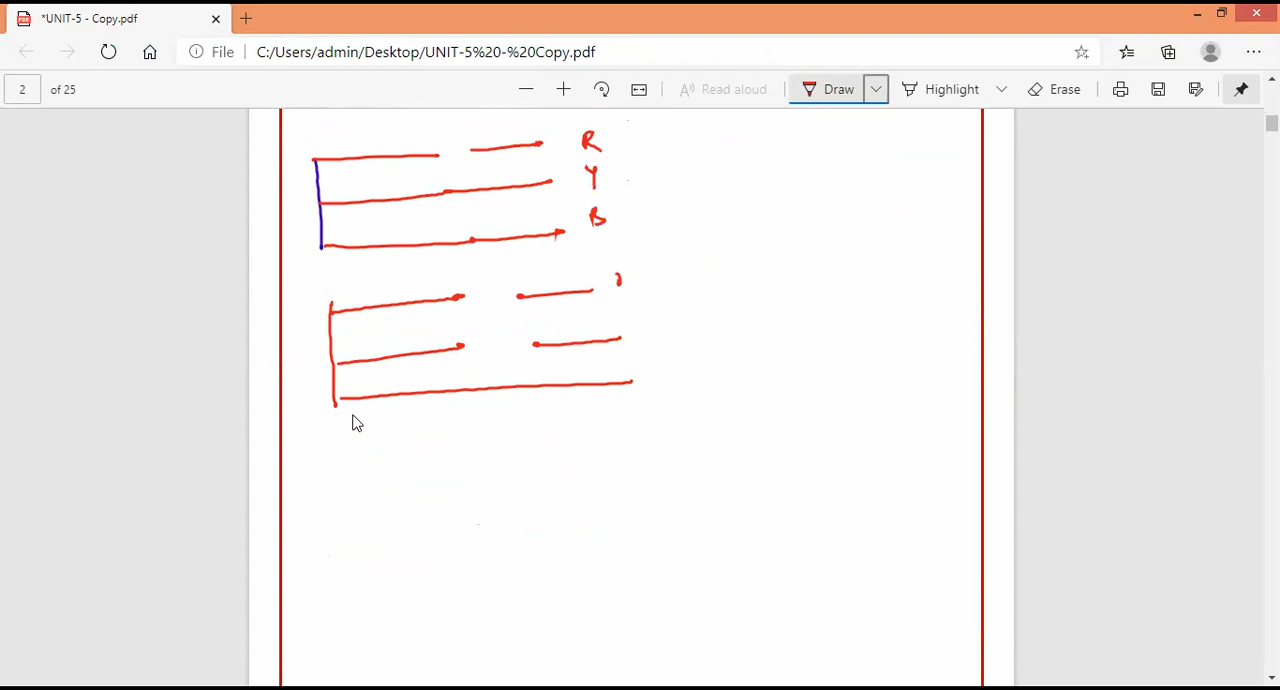 *UNIT-5 - Copy.pdf
File C:/Users/admin/Desktop/UNIT-5%20-%20Copy.pdf
2 of 25 Read aloud Draw Highlight Erase
R
Y
B